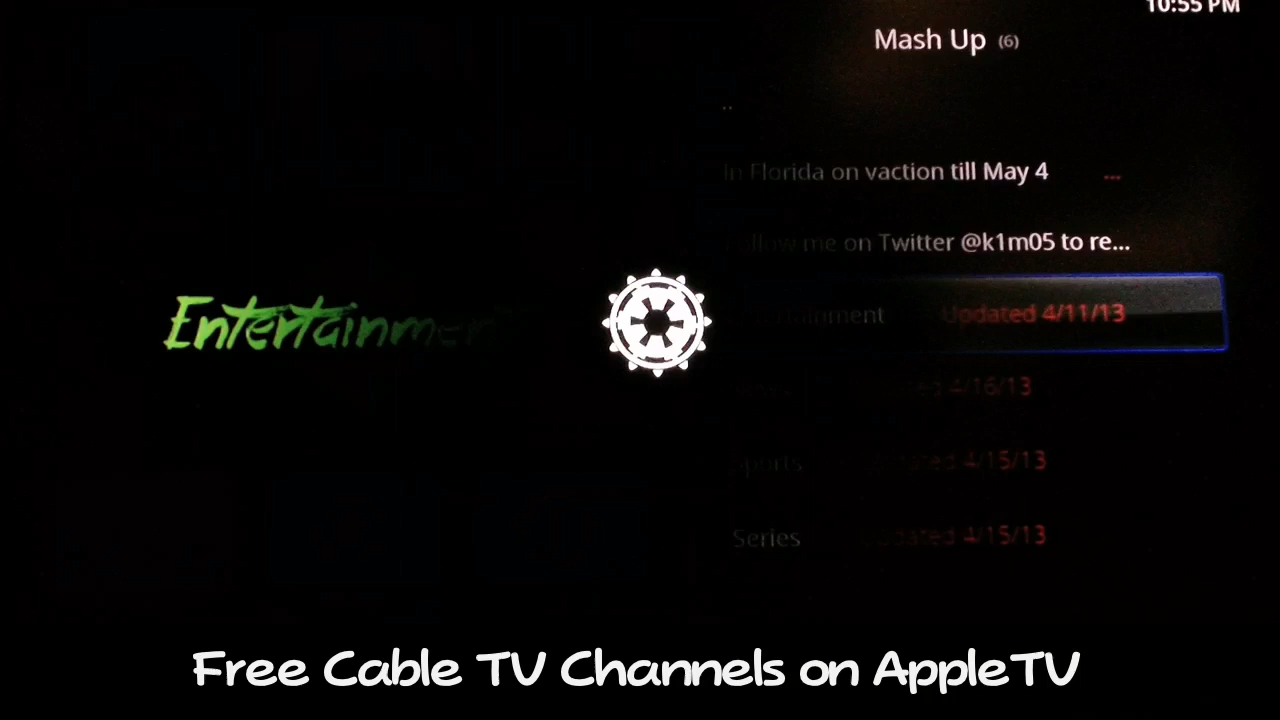 10:55 PM
Mash Up (6)
..
In Florida on vaction till May 4 ...
Follow me on Twitter @k1m05 to re...
Entertainment
Entertainment Updated 4/11/13
Updated 4/16/13
Sports Updated 4/15/13
Series Updated 4/15/13
Free Cable TV Channels on AppleTV